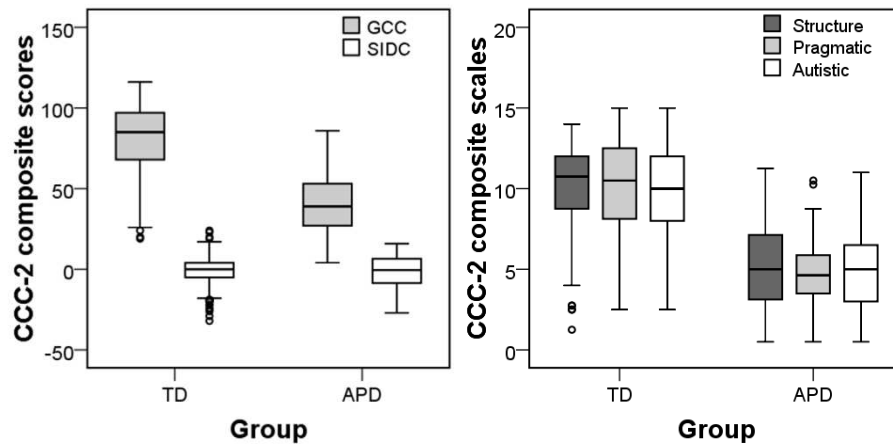 CCC-2 composite scores
150
100
50
0
-50
GCC
SIDC
TD
APD
Group
CCC-2 composite scales
20
15
10
5
0
Structure
Pragmatic
Autistic
TD
APD
Group